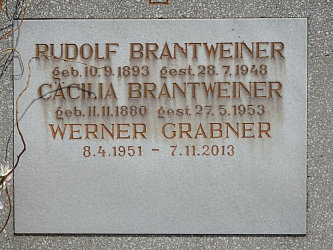 RUDOLF BRANTWEINER
geb. 10.9.1893 gest. 28.7.1948
CÄCILIA BRANTWEINER
geb. 11.11.1880 gest. 27.5.1953
WERNER GRABNER
8.4.1951 - 7.11.2013